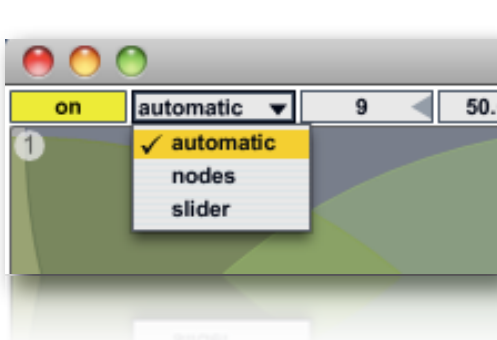 on automatic 9 50.
1
✓ automatic
nodes
slider